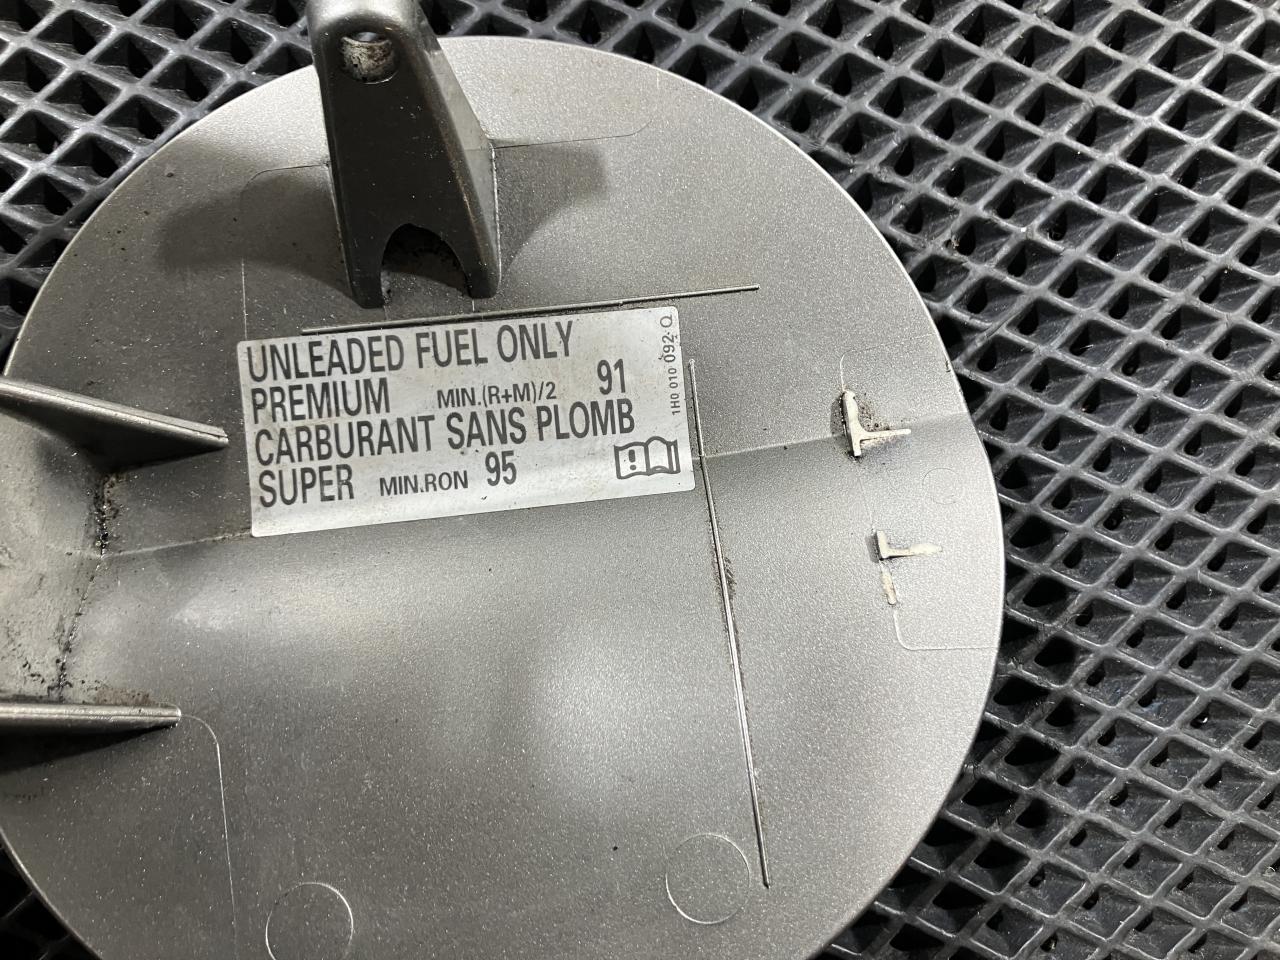 UNLEADED FUEL ONLY
PREMIUM MIN.(R+M)/2 91
CARBURANT SANS PLOMB
SUPER MIN.RON 95
1H0 010 092 Q